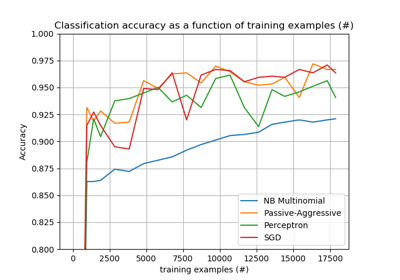 Classification accuracy as a function of training examples (#)
1.000
0.975
0.950
0.925
0.900
0.875
0.850
0.825
0.800
Accuracy
NB Multinomial
Passive-Aggressive
Perceptron
SGD
0 2500 5000 7500 10000 12500 15000 17500
training examples (#)